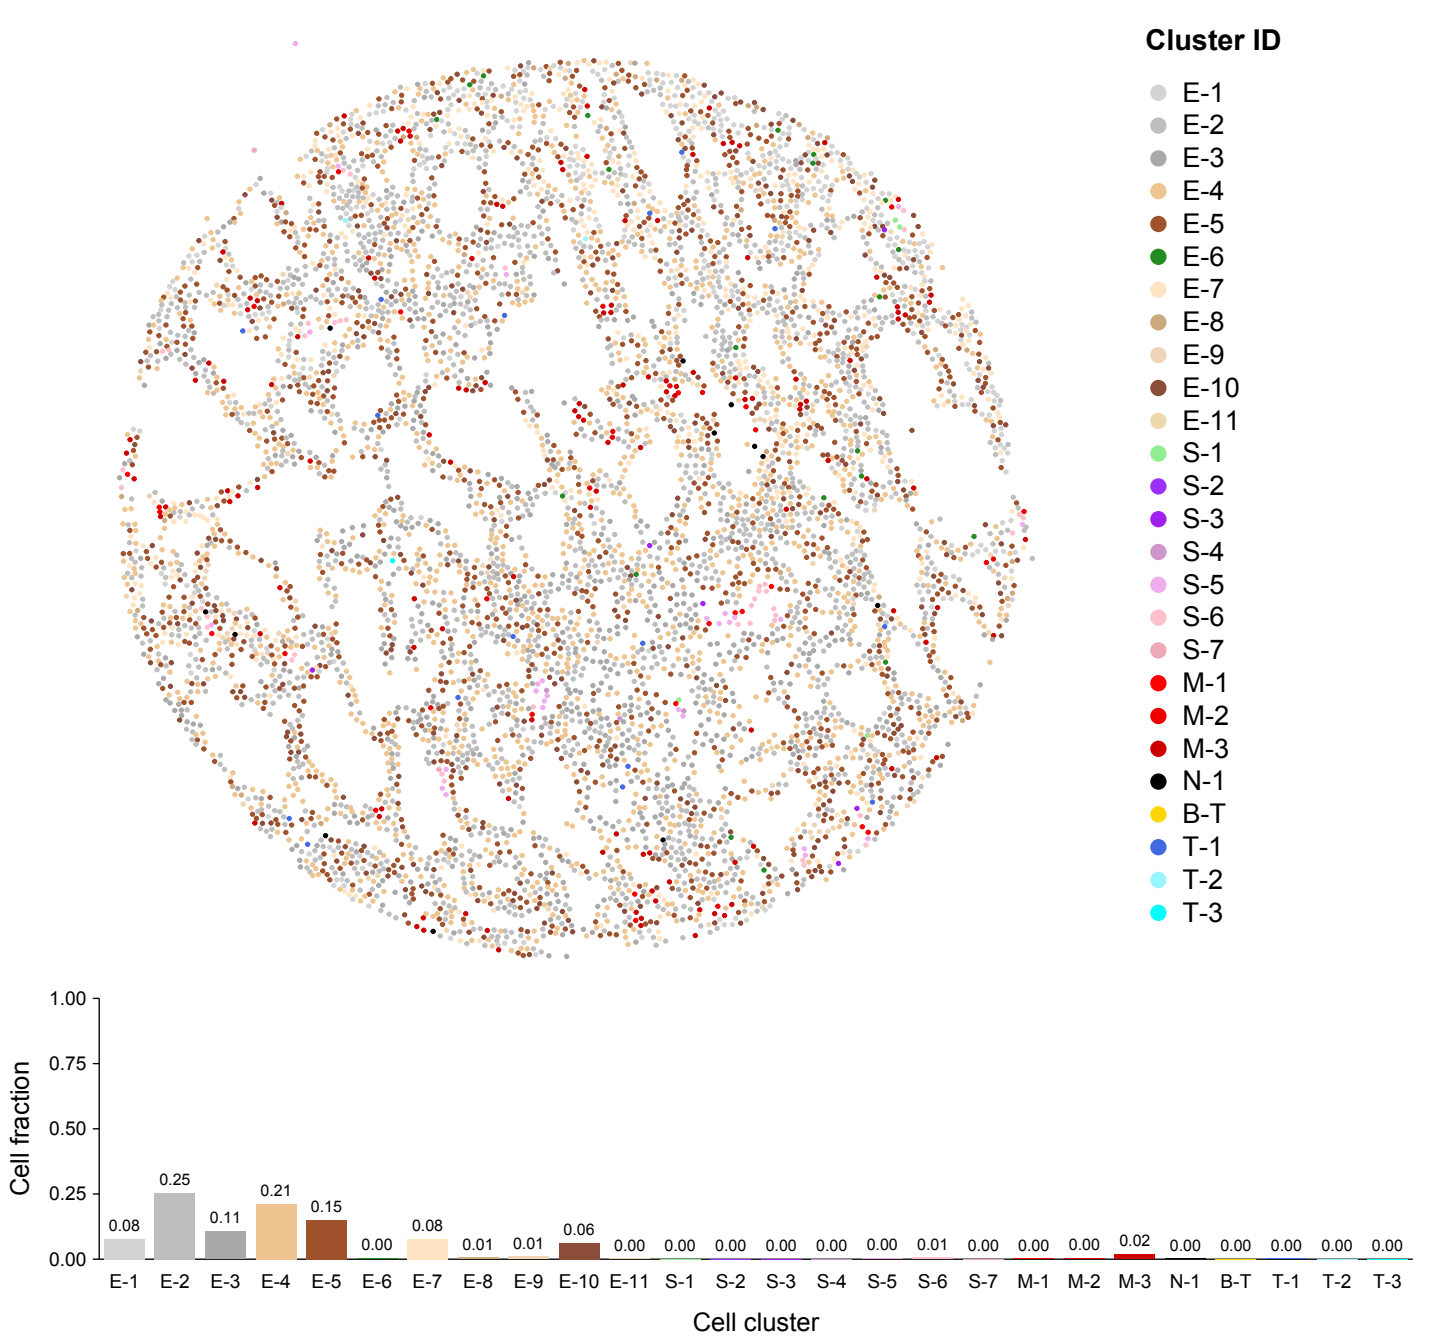 Cluster ID
E-1
E-2
E-3
E-4
E-5
E-6
E-7
E-8
E-9
E-10
E-11
S-1
S-2
S-3
S-4
S-5
S-6
S-7
M-1
M-2
M-3
N-1
B-T
T-1
T-2
T-3
1.00
0.75
0.50
0.25
0.00
Cell fraction
0.08 0.25 0.11 0.21 0.15 0.00 0.08 0.01 0.01 0.06 0.00 0.00 0.00 0.00 0.00 0.00 0.01 0.00 0.00 0.00 0.02 0.00 0.00 0.00 0.00 0.00
E-1 E-2 E-3 E-4 E-5 E-6 E-7 E-8 E-9 E-10 E-11 S-1 S-2 S-3 S-4 S-5 S-6 S-7 M-1 M-2 M-3 N-1 B-T T-1 T-2 T-3
Cell cluster